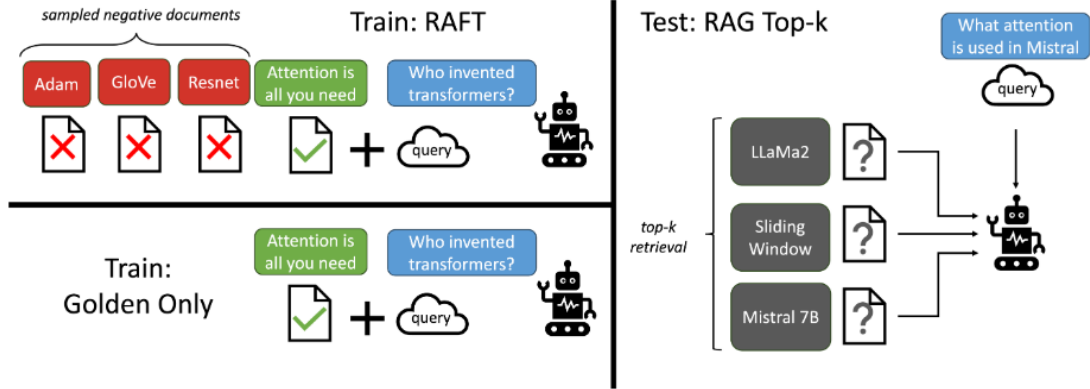 sampled negative documents
Train: RAFT
Adam
GloVe
Resnet
Attention is
all you need
Who invented
transformers?
query
Train:
Golden Only
Attention is
all you need
Who invented
transformers?
query
Test: RAG Top-k
What attention
is used in Mistral
query
top-k
retrieval
LLaMa2
?
Sliding
Window
?
Mistral 7B
?